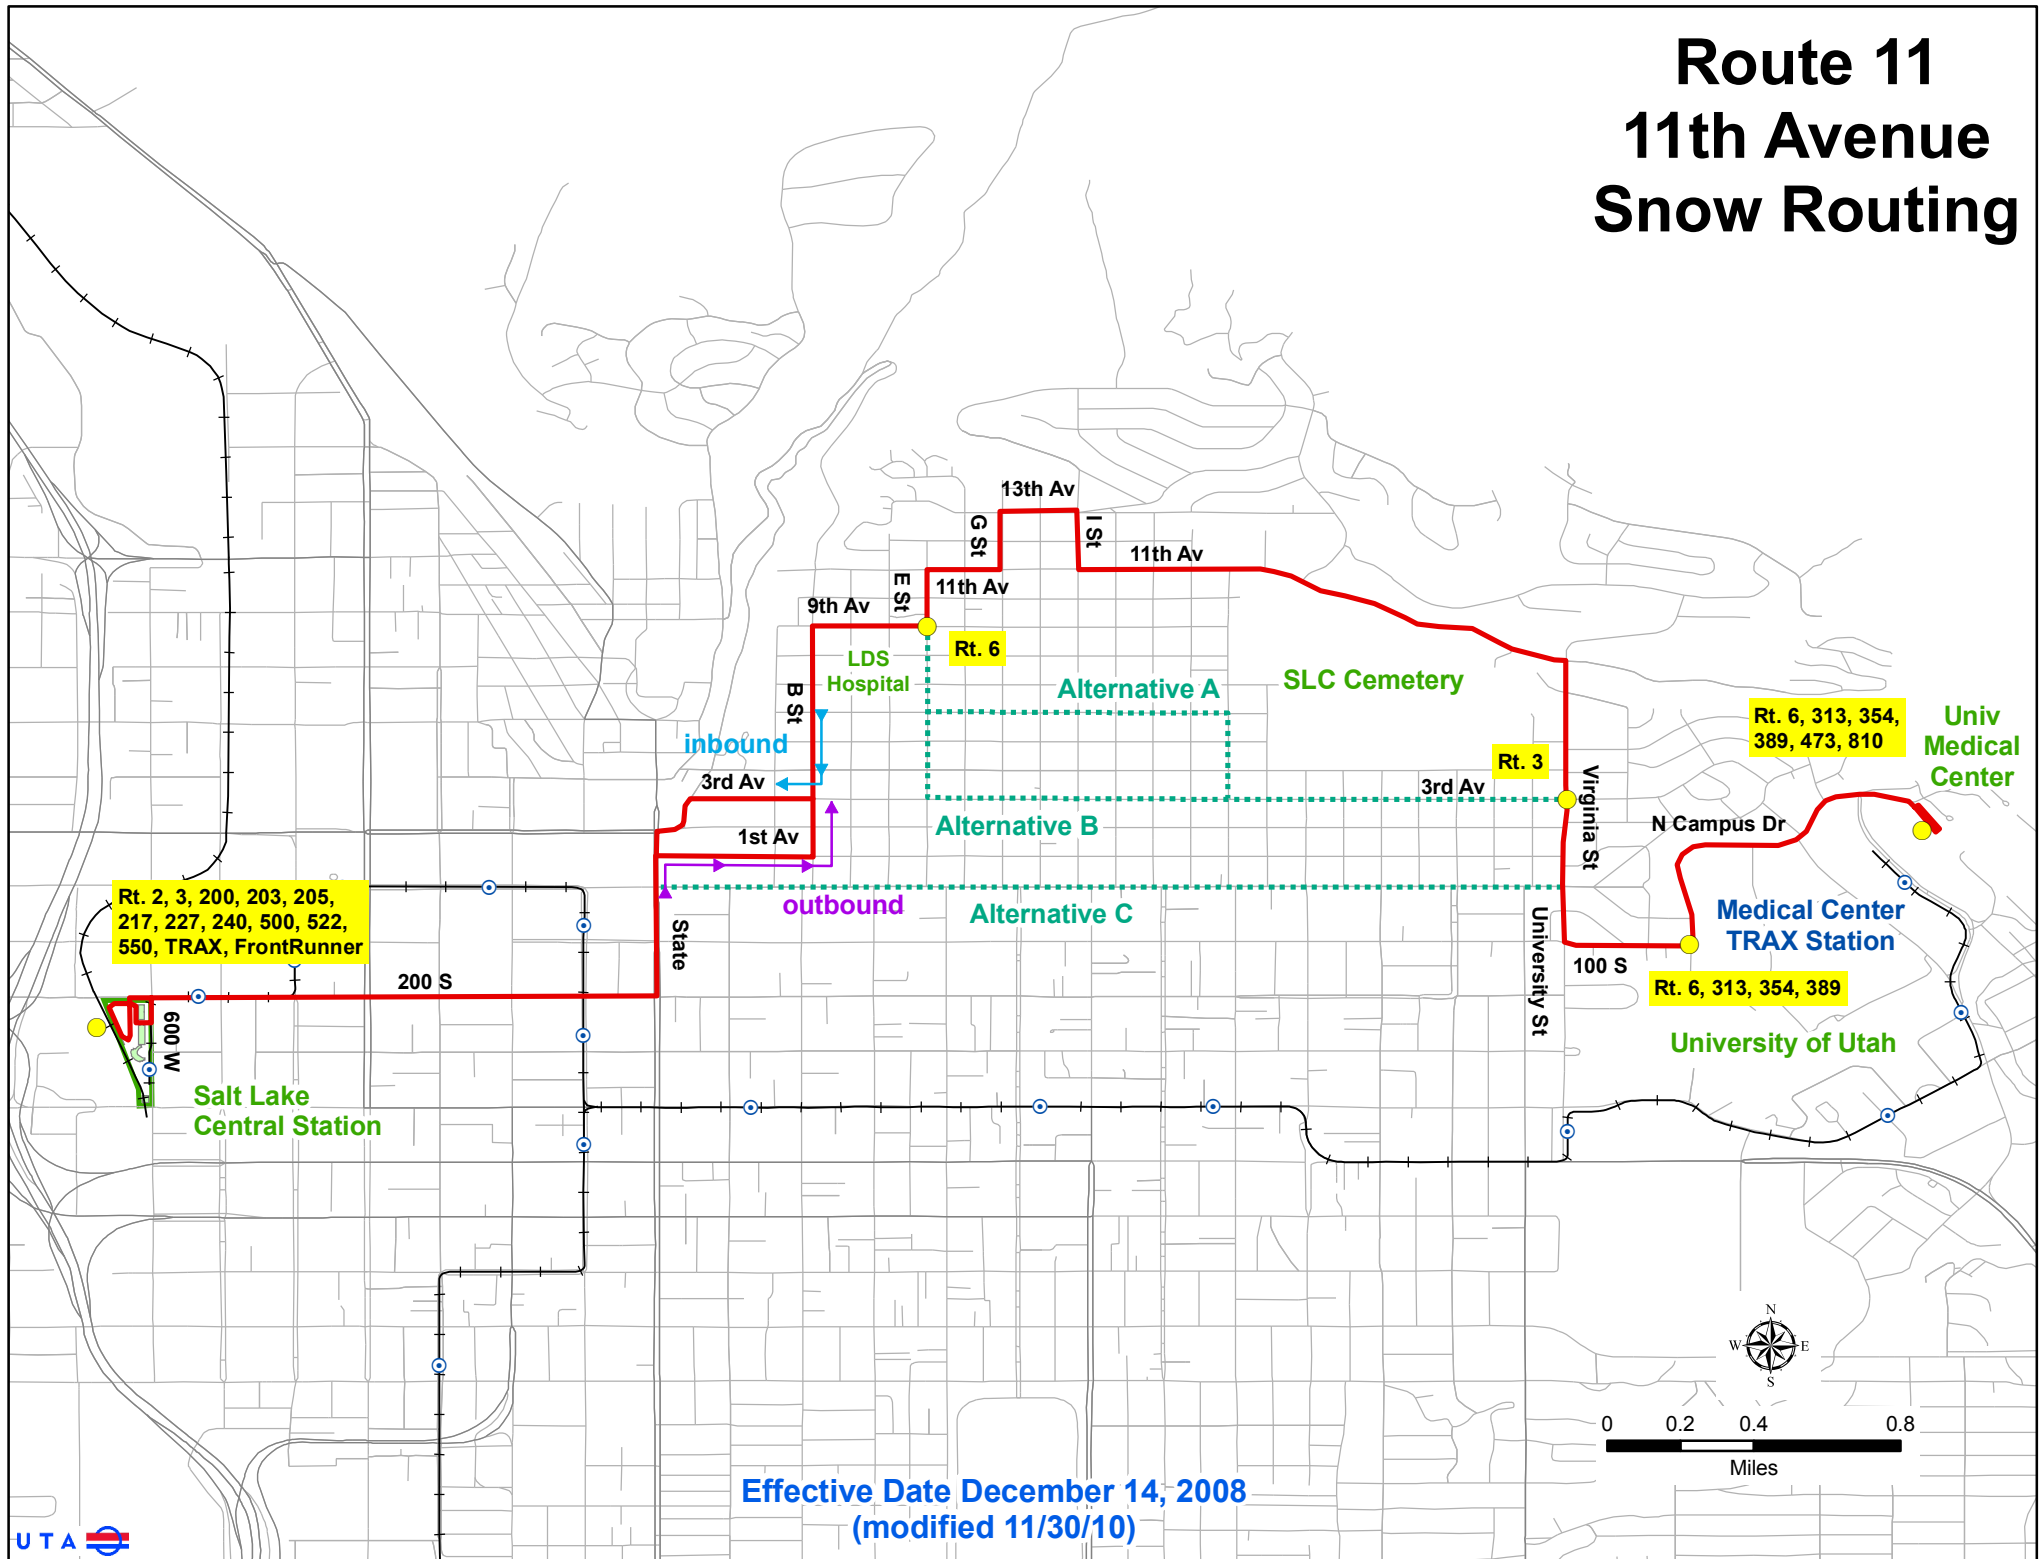 Route 11
11th Avenue
Snow Routing
13th Av
G St
I St
11th Av
E St
11th Av
9th Av
Rt. 6
LDS
Hospital
B St
Alternative A
SLC Cemetery
Rt. 6, 313, 354,
389, 473, 810
Univ
Medical
Center
inbound
Rt. 3
3rd Av
3rd Av
Virginia St
1st Av
Alternative B
N Campus Dr
Rt. 2, 3, 200, 203, 205,
217, 227, 240, 500, 522,
550, TRAX, FrontRunner
outbound
Alternative C
Medical Center
TRAX Station
State
University St
100 S
200 S
Rt. 6, 313, 354, 389
600 W
University of Utah
Salt Lake
Central Station
N
W
E
S
0 0.2 0.4 0.8
Miles
Effective Date December 14, 2008
(modified 11/30/10)
UTA